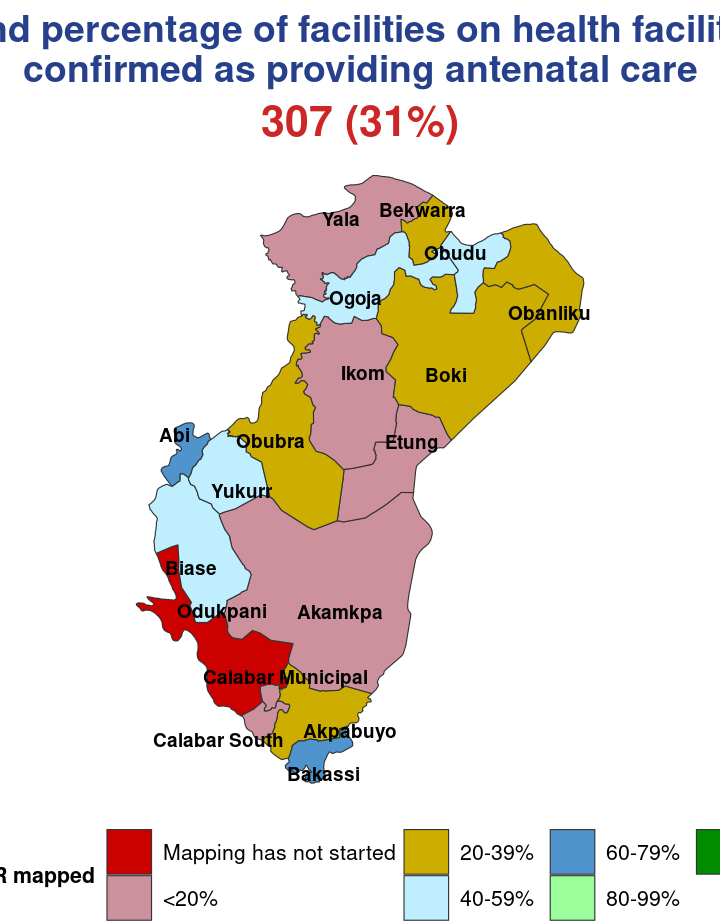 percentage of facilities on health
confirmed as providing antenatal care
307 (31%)
Yala
Bekwarra
Obudu
Ogoja
Obanliku
Ikom
Boki
Abi
Obubra
Etung
Yukurr
Biase
Odukpani
Akamkpa
Calabar Municipal
Calabar South
Akpabuyo
Bakassi
Mapping has not started
20-39%
60-79%
mapped
<20%
40-59%
80-99%